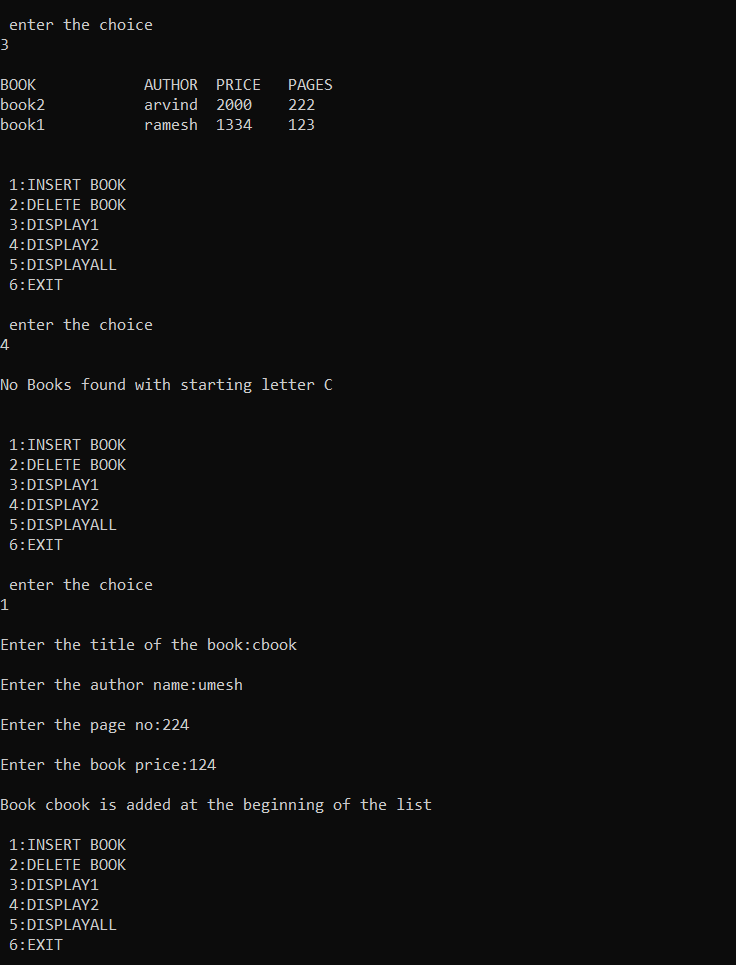 enter the choice
3
BOOK AUTHOR PRICE PAGES
book2 arvind 2000 222
book1 ramesh 1334 123
1:INSERT BOOK
2:DELETE BOOK
3:DISPLAY1
4:DISPLAY2
5:DISPLAYALL
6:EXIT
enter the choice
4
No Books found with starting letter C
1:INSERT BOOK
2:DELETE BOOK
3:DISPLAY1
4:DISPLAY2
5:DISPLAYALL
6:EXIT
enter the choice
1
Enter the title of the book:cbook
Enter the author name:umesh
Enter the page no:224
Enter the book price:124
Book cbook is added at the beginning of the list
1:INSERT BOOK
2:DELETE BOOK
3:DISPLAY1
4:DISPLAY2
5:DISPLAYALL
6:EXIT